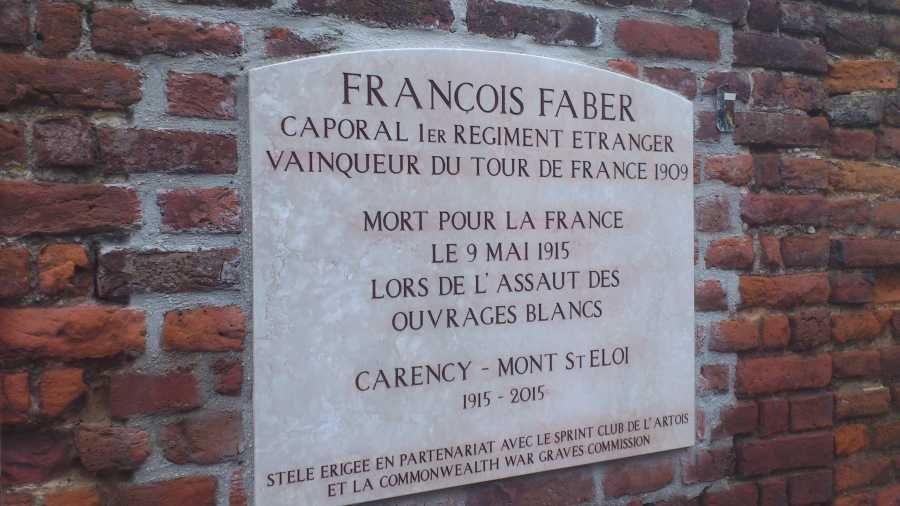 FRANÇOIS FABER
CAPORAL 1ER REGIMENT ETRANGER
VAINQUEUR DU TOUR DE FRANCE 1909
MORT POUR LA FRANCE
LE 9 MAI 1915
LORS DE L'ASSAUT DES
OUVRAGES BLANCS
CARENCY - MONT ST ELOI
1915 - 2015
STELE ERIGEE EN PARTENARIAT AVEC LE SPRINT CLUB DE L'ARTOIS
ET LA COMMONWEALTH WAR GRAVES COMMISSION